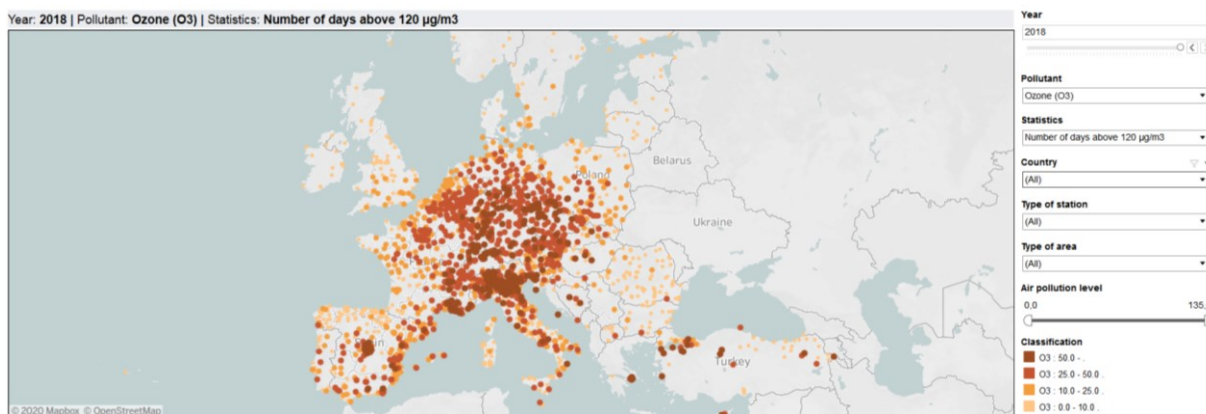 Year: 2018 | Pollutant: Ozone (O3) | Statistics: Number of days above 120 µg/m3
Belarus
Poland
Ukraine
Turkey
© 2020 Mapbox © OpenStreetMap
Year
2018
Pollutant
Ozone (O3)
Statistics
Number of days above 120 µg/m3
Country
(All)
Type of station
(All)
Type of area
(All)
Air pollution level
0,0 135,
Classification
O3 : 50.0 - .
O3 : 25.0 - 50.0 .
O3 : 10.0 - 25.0 .
O3 : 0.0 - 10.0 .